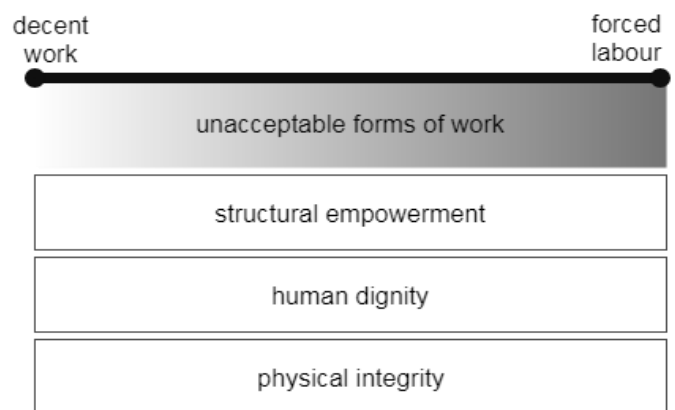 decent
work
forced
labour
unacceptable forms of work
structural empowerment
human dignity
physical integrity